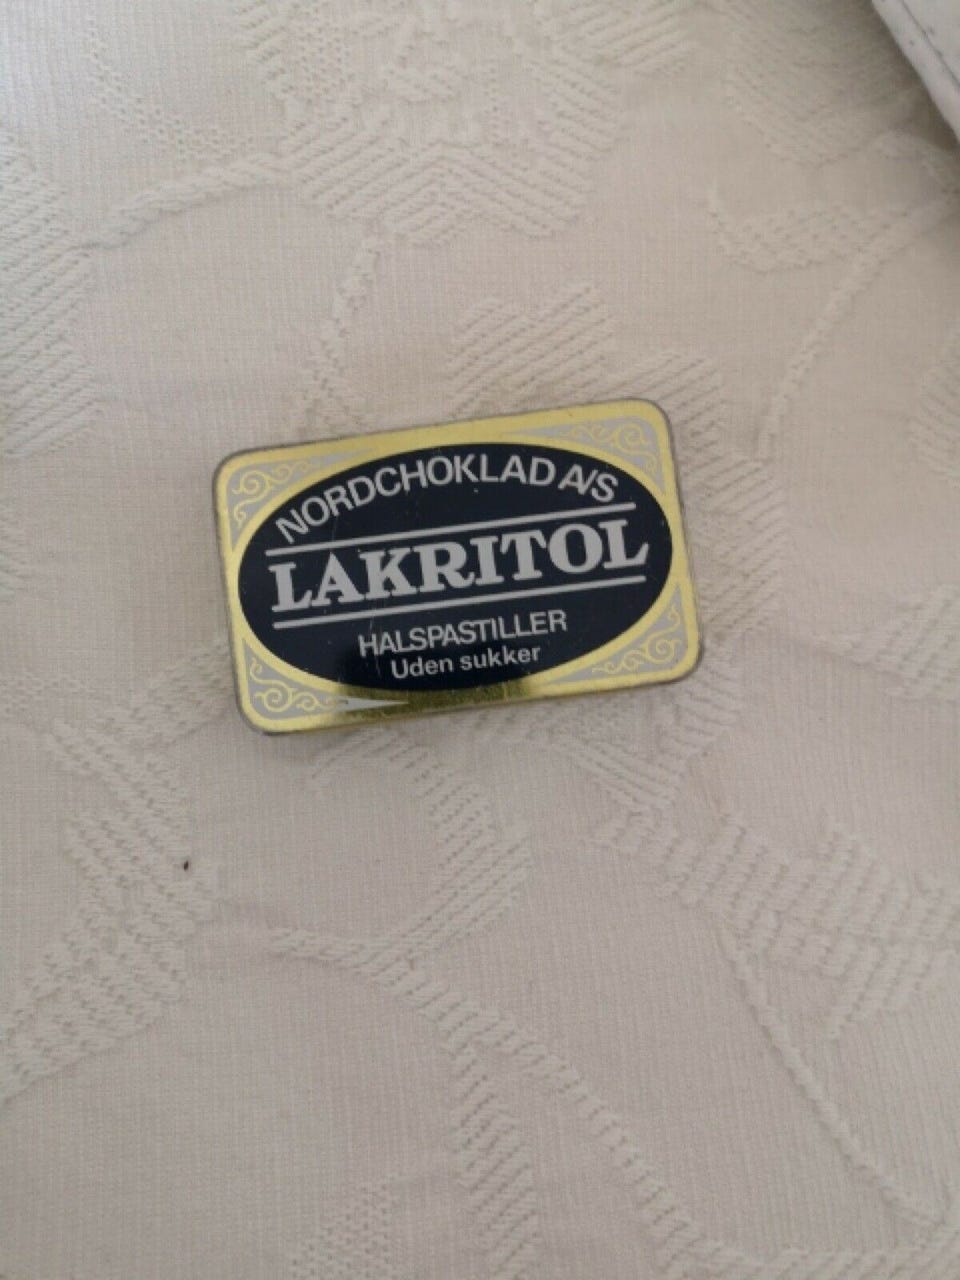 NORDCHOKLAD A/S
LAKRITOL
HALSPASTILLER
Uden sukker